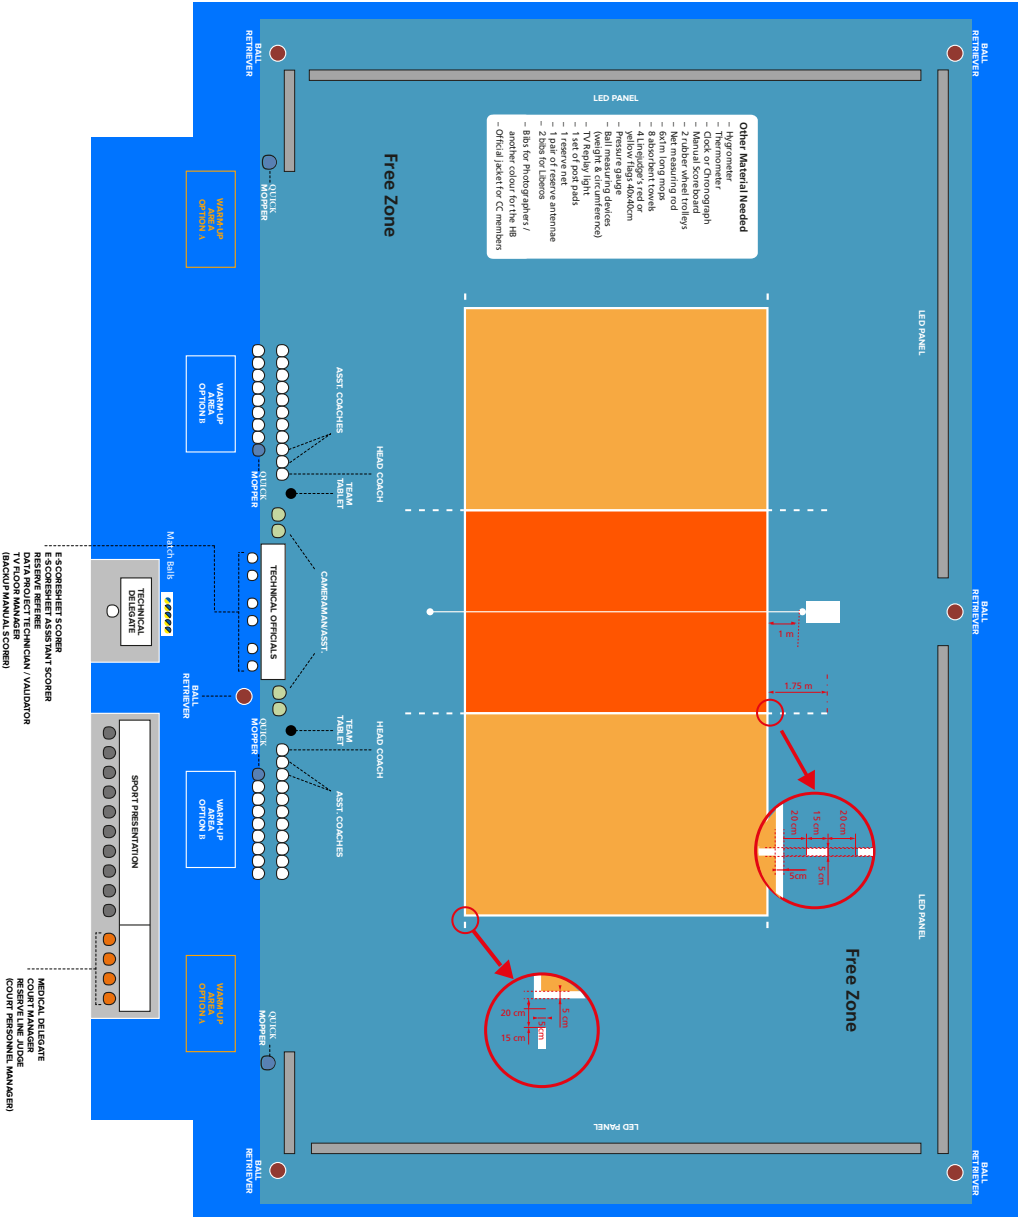 BALL
RETRIEVER
BALL
RETRIEVER
LED PANEL
Other Material Needed
– Hygrometer
– Thermometer
– Clock or Chronograph
– Manual Scoreboard
– 2 rubber wheel trolleys
– Net measuring rod
– 6x1m long mops
– 8 absorbent towels
– 4 Linejudge's red or
yellow flags 40x40cm
– Pressure gauge
– Ball measuring devices
(weight & circumference)
– TV Replay light
– 1 set of post pads
– 1 reserve net
– 1 pair of reserve antennae
– 2 bibs for Liberos
– Bibs for Photographers /
another colour for the HB
– Official jacket for CC members
Free Zone
QUICK
MOPPER
WARM-UP
AREA
OPTION A
LED PANEL
WARM-UP
AREA
OPTION B
ASST. COACHES
HEAD COACH
QUICK
MOPPER
TEAM
TABLET
Match Balls
TECHNICAL
DELEGATE
TECHNICAL OFFICIALS
CAMERAMAN/ASST.
BALL
RETRIEVER
1 m
E-SCORESHEET SCORER
E-SCORESHEET ASSISTANT SCORER
RESERVE REFEREE
DATA PROJECT TECHNICIAN / VALIDATOR
TV FLOOR MANAGER
(BACKUP MANUAL SCORER)
BALL
RETRIEVER
1.75 m
QUICK
MOPPER
TEAM
TABLET
HEAD COACH
ASST. COACHES
SPORT PRESENTATION
WARM-UP
AREA
OPTION B
20 cm
15 cm
20 cm
5 cm
5cm
LED PANEL
Free Zone
WARM-UP
AREA
OPTION A
20 cm
15 cm
5 cm
5 cm
MEDICAL DELEGATE
COURT MANAGER
RESERVE LINE JUDGE
(COURT PERSONNEL MANAGER)
QUICK
MOPPER
LED PANEL
BALL
RETRIEVER
BALL
RETRIEVER